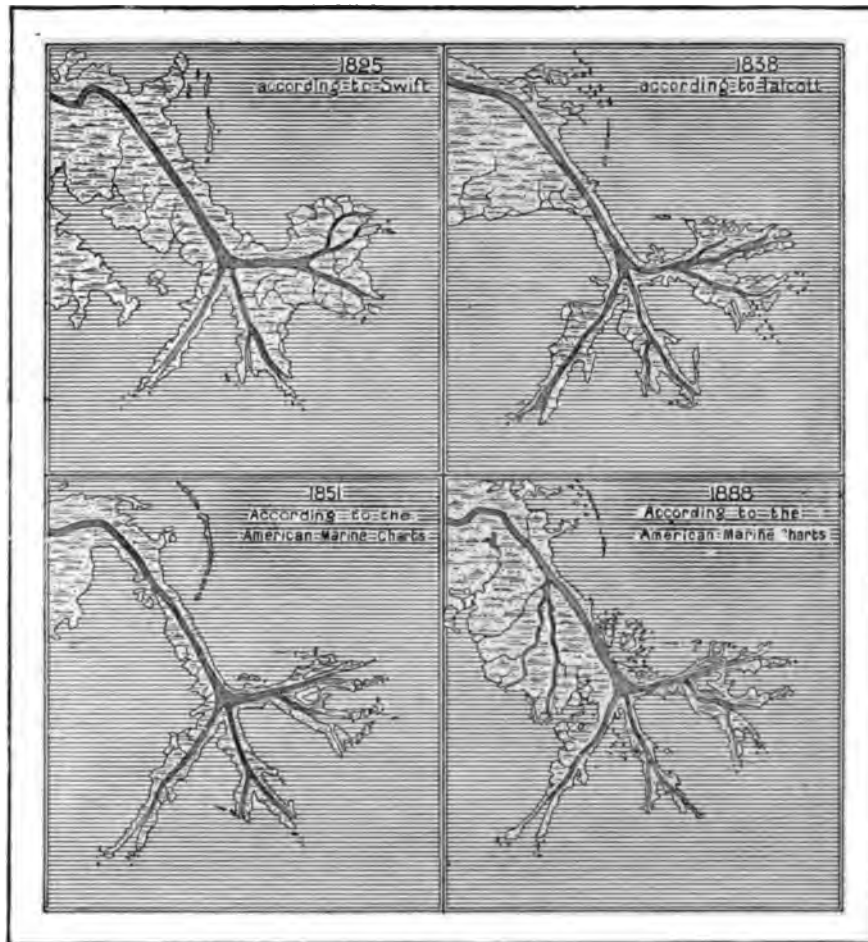 1825
according-to-Swift
1838
according-to-Talcott
1851
According to the
American-Marine-Charts
1888
According to the
American-Marine Charts